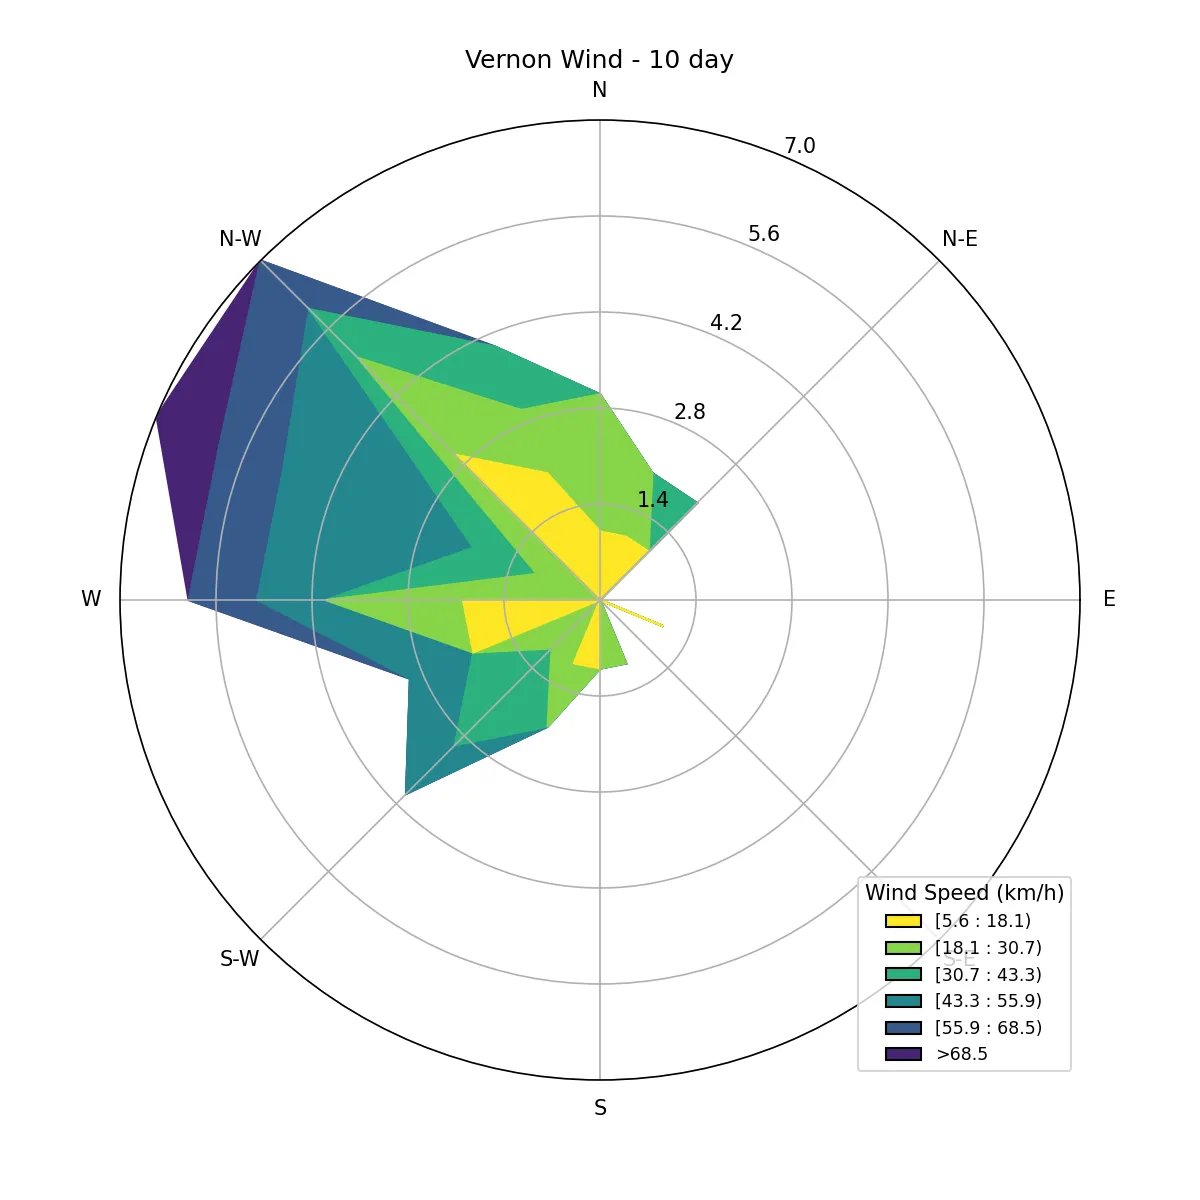 Vernon Wind - 10 day
N
7.0
N-W
5.6
N-E
4.2
2.8
1.4
W
E
S-W
S-E
Wind Speed (km/h)
[5.6 : 18.1)
[18.1 : 30.7)
[30.7 : 43.3)
[43.3 : 55.9)
[55.9 : 68.5)
>68.5
S